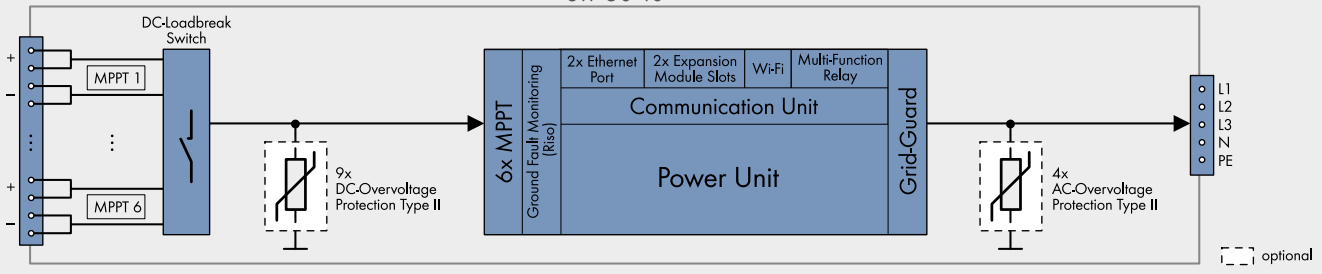 DC-Loadbreak
Switch
+
MPPT 1
−
⋮
⋮
+
MPPT 6
−
9x
DC-Overvoltage
Protection Type II
6x MPPT
Ground Fault Monitoring
(Riso)
2x Ethernet
Port
2x Expansion
Module Slots
Wi-Fi
Multi-Function
Relay
Communication Unit
Power Unit
Grid-Guard
4x
AC-Overvoltage
Protection Type II
L1
L2
L3
N
PE
optional